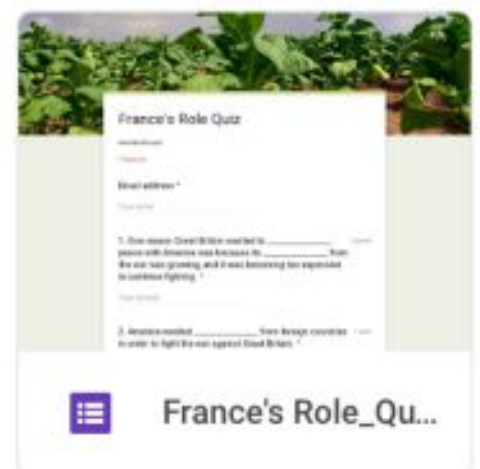 France's Role Quiz
Email address *
1. One reason Great Britain wanted to ____________
peace with America was because its ____________ from
the war was growing, and it was becoming too expensive
to continue fighting. *
2. America needed ____________ from foreign countries
in order to fight the war against Great Britain. *
France's Role_Qu...